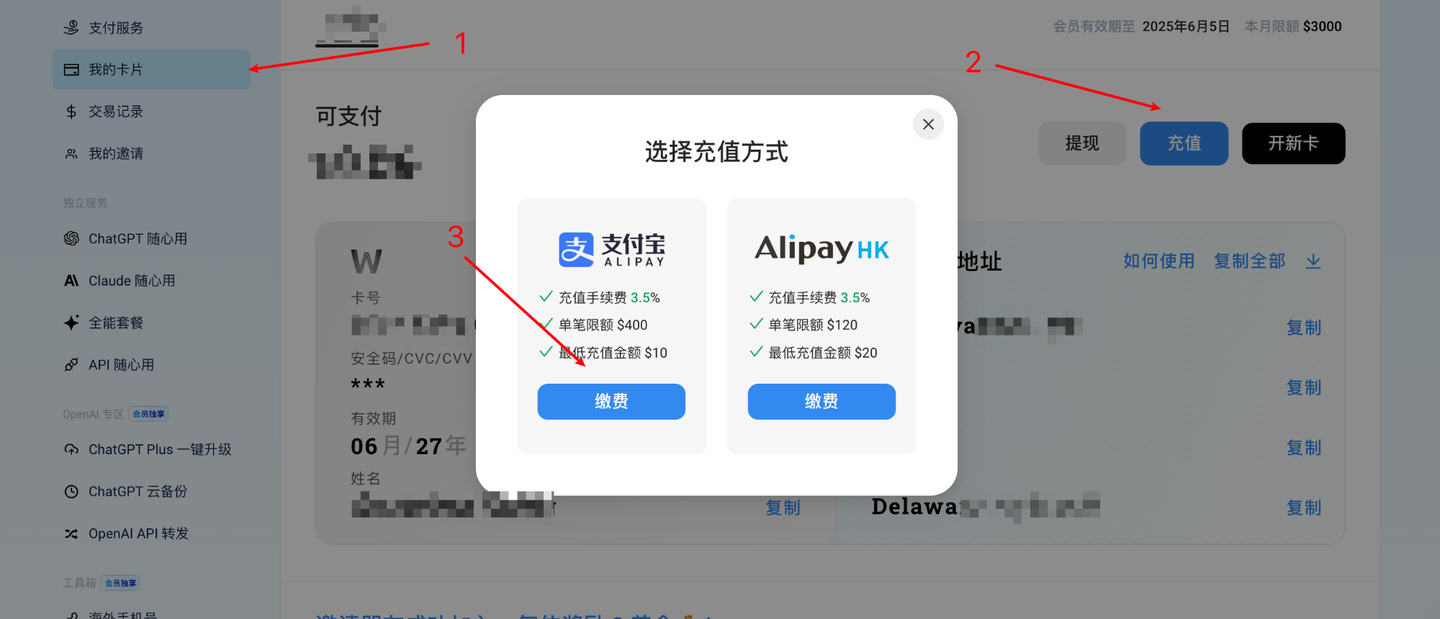 支付服务
我的卡片
交易记录
我的邀请
独立服务
ChatGPT 随心用
Claude 随心用
全能套餐
API 随心用
OpenAI 专区 会员独享
ChatGPT Plus 一键升级
ChatGPT 云备份
OpenAI API 转发
工具箱 会员独享
海外手机号
1
会员有效期至 2025年6月5日 本月限额 $3000
2
可支付
提现
充值
开新卡
W
卡号
安全码/CVC/CVV
***
有效期
06月/27年
姓名
复制
地址
如何使用 复制全部
复制
复制
复制
Delawa
复制
选择充值方式
3
支付宝
ALIPAY
充值手续费 3.5%
单笔限额 $400
最低充值金额 $10
缴费
Alipay HK
充值手续费 3.5%
单笔限额 $120
最低充值金额 $20
缴费